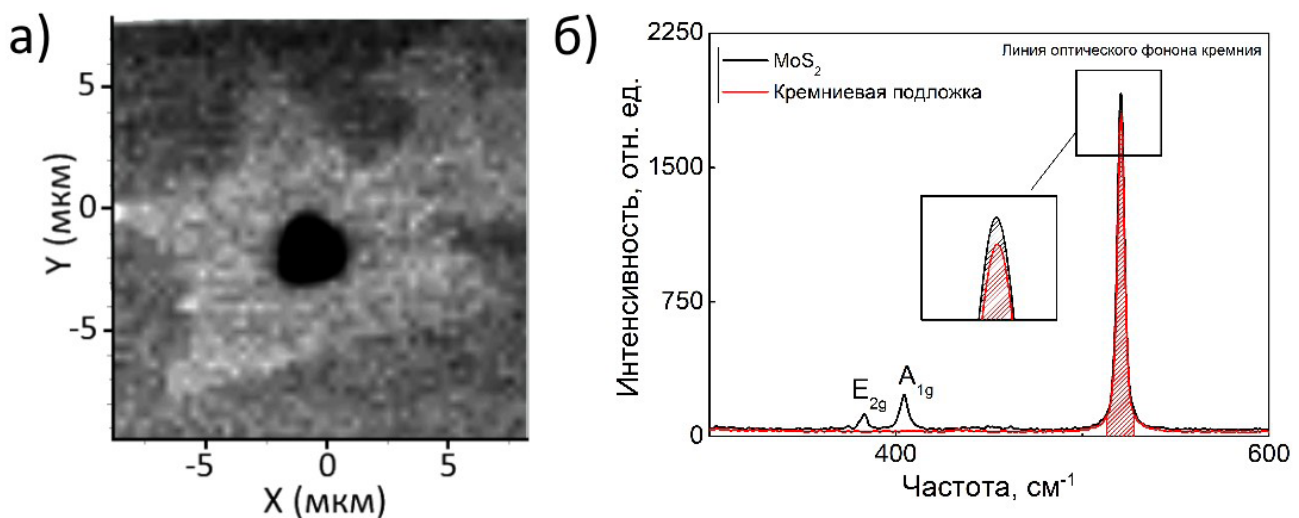 а)
5
0
-5
Y (мкм)
-5
0
5
X (мкм)
б)
2250
1500
750
0
Интенсивность, отн. ед.
MoS2
Кремниевая подложка
Линия оптического фонона кремния
E2g
A1g
400
600
Частота, см-1